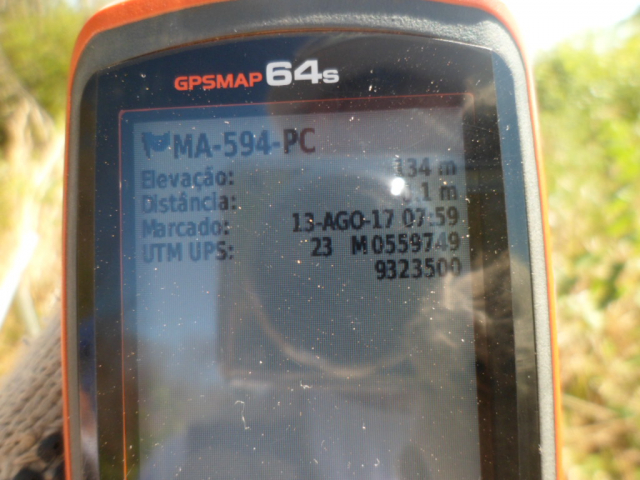 GPSMAP 64s
MA-594-PC
Elevação: 134 m
Distância: 1 m
Marcado: 13-AGO-17 07:59
UTM UPS: 23 M 0559749
9323500